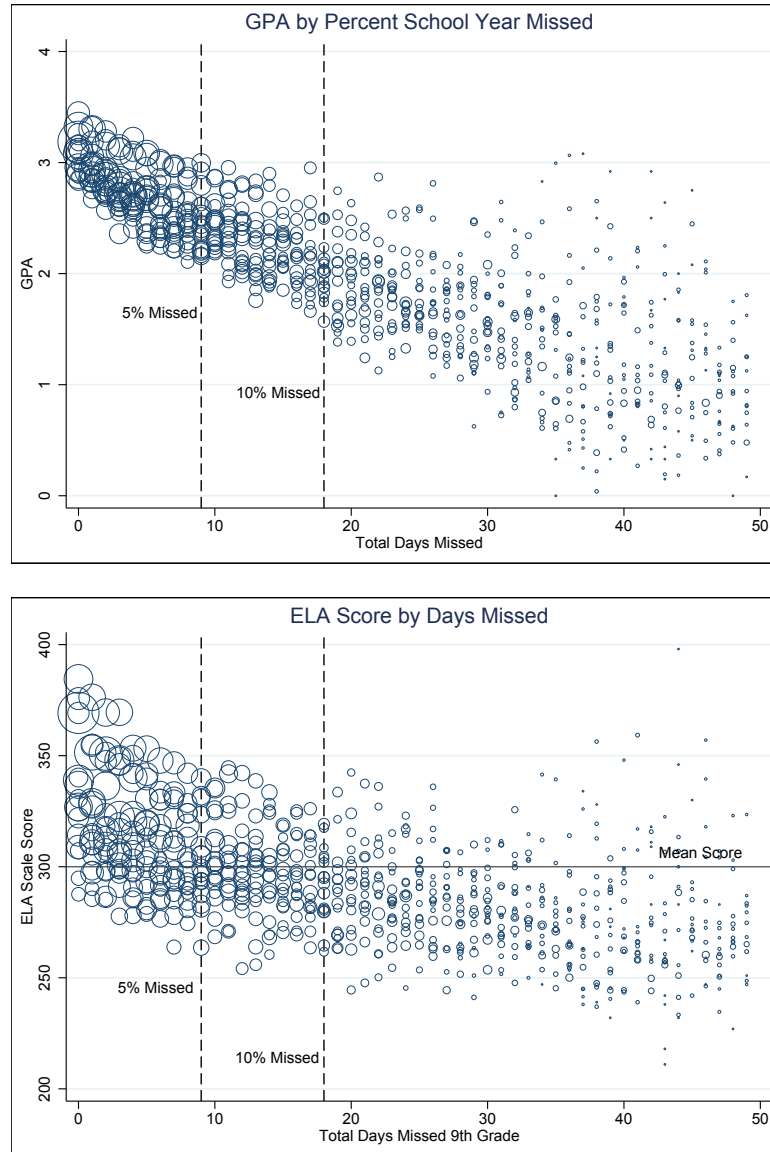 GPA by Percent School Year Missed
4
3
2
1
0
GPA
5% Missed
10% Missed
0 10 20 30 40 50
Total Days Missed
ELA Score by Days Missed
400
350
300
250
200
ELA Scale Score
Mean Score
5% Missed
10% Missed
0 10 20 30 40 50
Total Days Missed 9th Grade